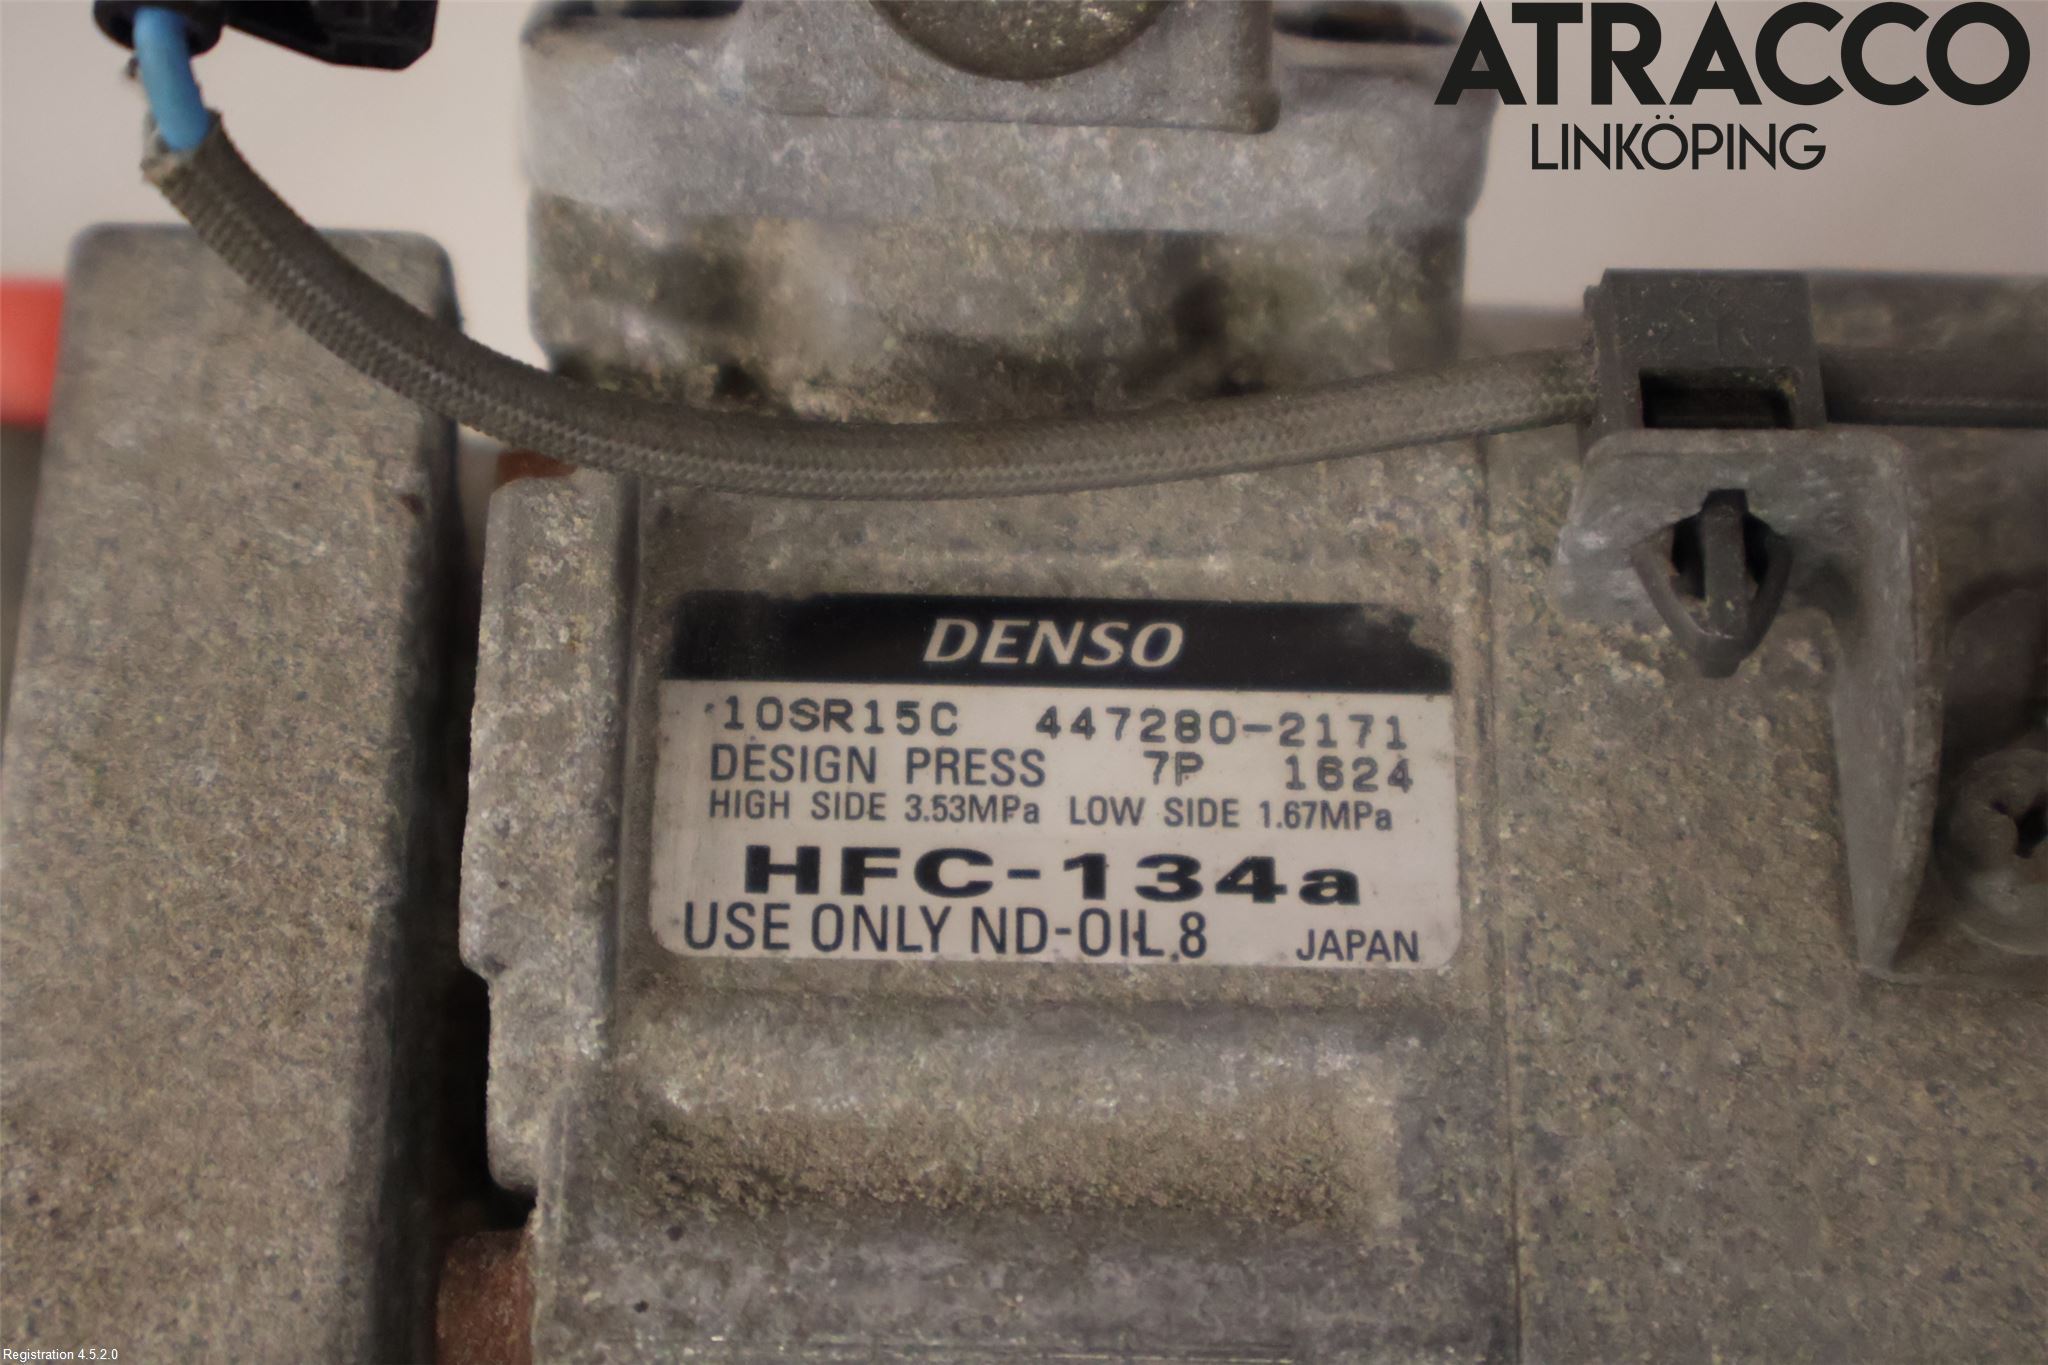 ATRACCO
LINKÖPING
DENSO
10SR15C 447280-2171
DESIGN PRESS 7P 1624
HIGH SIDE 3.53MPa LOW SIDE 1.67MPa
HFC-134a
USE ONLY ND-OIL 8 JAPAN
Registration 4.5.2.0